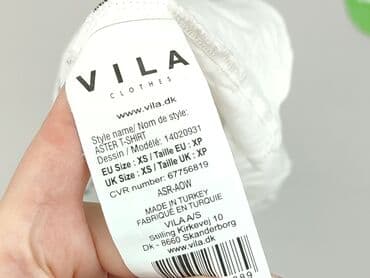 VILA
CLOTHES
www.vila.dk
Style name/ Nom de style:
ASTER T-SHIRT
Dessin / Modèlé: 14020931
EU Size: XS / Taille EU : XP
UK Size: XS / Taille UK : XP
CVR number: 67756819
ASR-AOW
MADE IN TURKEY
FABRIQUÉ EN TURQUIE
VILA A/S
Stilling Kirkevej 10
Dk - 8660 Skanderborg
www.vila.dk